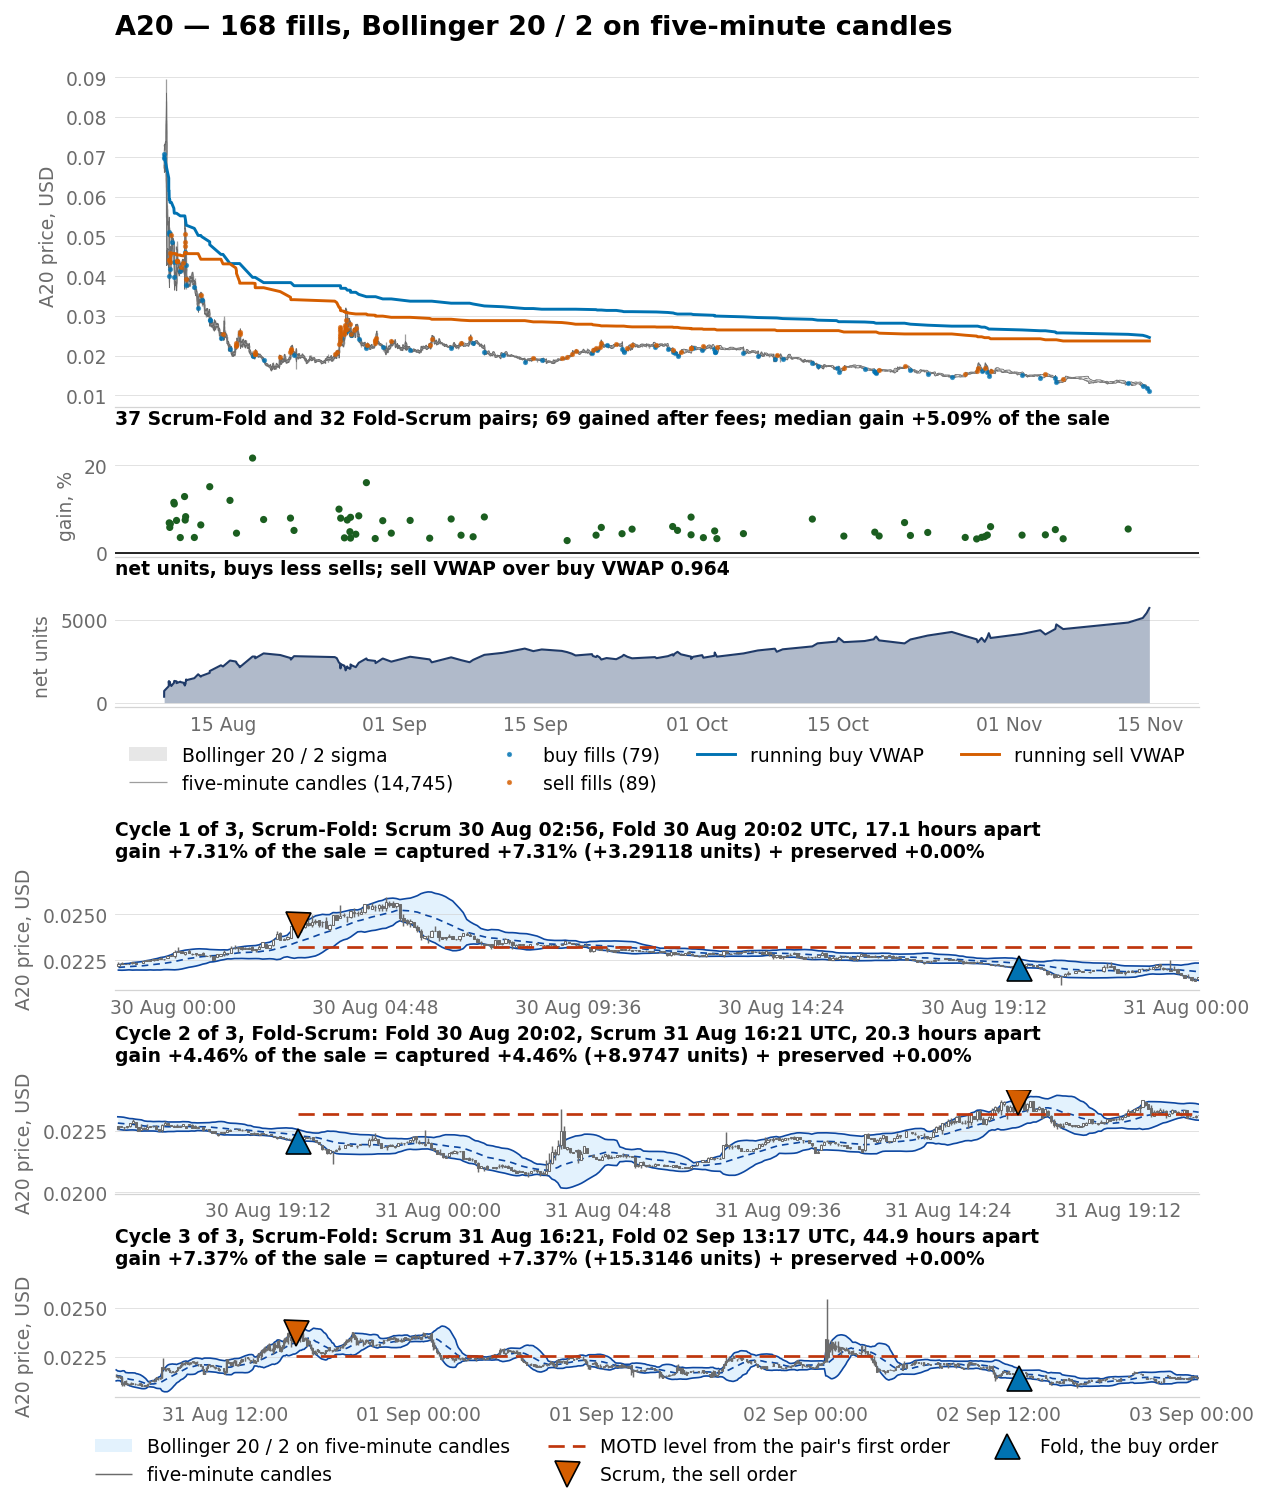 A20 — 168 fills, Bollinger 20 / 2 on five-minute candles
A20 price, USD
0.09
0.08
0.07
0.06
0.05
0.04
0.03
0.02
0.01
37 Scrum-Fold and 32 Fold-Scrum pairs; 69 gained after fees; median gain +5.09% of the sale
gain, %
20
0
net units, buys less sells; sell VWAP over buy VWAP 0.964
net units
5000
0
15 Aug 01 Sep 15 Sep 01 Oct 15 Oct 01 Nov 15 Nov
Bollinger 20 / 2 sigma buy fills (79) running buy VWAP running sell VWAP
five-minute candles (14,745) sell fills (89)
Cycle 1 of 3, Scrum-Fold: Scrum 30 Aug 02:56, Fold 30 Aug 20:02 UTC, 17.1 hours apart
gain +7.31% of the sale = captured +7.31% (+3.29118 units) + preserved +0.00%
A20 price, USD
0.0250
0.0225
30 Aug 00:00 30 Aug 04:48 30 Aug 09:36 30 Aug 14:24 30 Aug 19:12 31 Aug 00:00
Cycle 2 of 3, Fold-Scrum: Fold 30 Aug 20:02, Scrum 31 Aug 16:21 UTC, 20.3 hours apart
gain +4.46% of the sale = captured +4.46% (+8.9747 units) + preserved +0.00%
A20 price, USD
0.0225
0.0200
30 Aug 19:12 31 Aug 00:00 31 Aug 04:48 31 Aug 09:36 31 Aug 14:24 31 Aug 19:12
Cycle 3 of 3, Scrum-Fold: Scrum 31 Aug 16:21, Fold 02 Sep 13:17 UTC, 44.9 hours apart
gain +7.37% of the sale = captured +7.37% (+15.3146 units) + preserved +0.00%
A20 price, USD
0.0250
0.0225
31 Aug 12:00 01 Sep 00:00 01 Sep 12:00 02 Sep 00:00 02 Sep 12:00 03 Sep 00:00
Bollinger 20 / 2 on five-minute candles MOTD level from the pair's first order Fold, the buy order
five-minute candles Scrum, the sell order